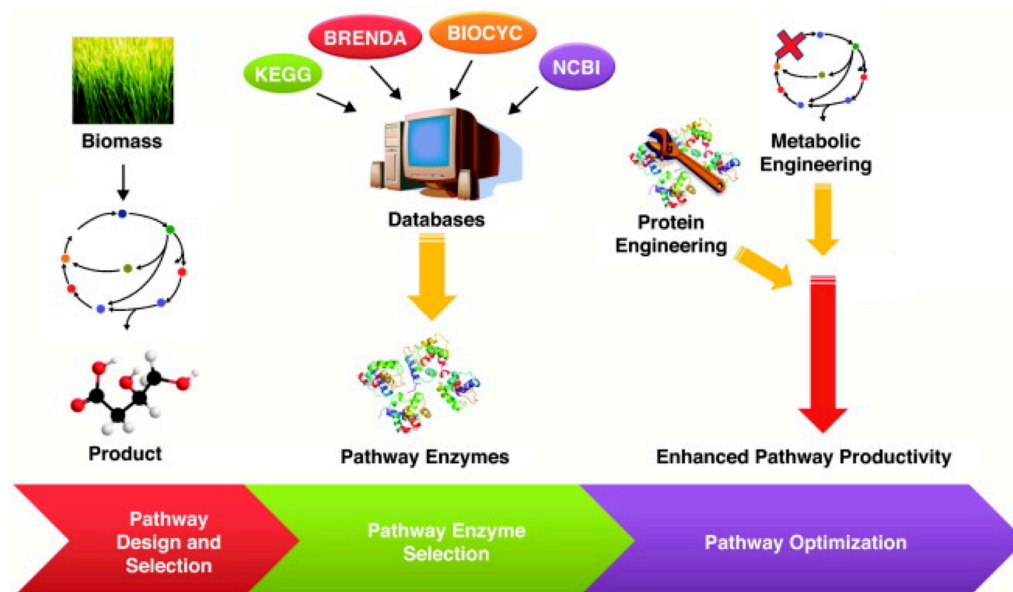 KEGG
BRENDA
BIOCYC
NCBI
Biomass
Product
Databases
Pathway Enzymes
Protein
Engineering
Metabolic
Engineering
Enhanced Pathway Productivity
Pathway
Design and
Selection
Pathway Enzyme
Selection
Pathway Optimization